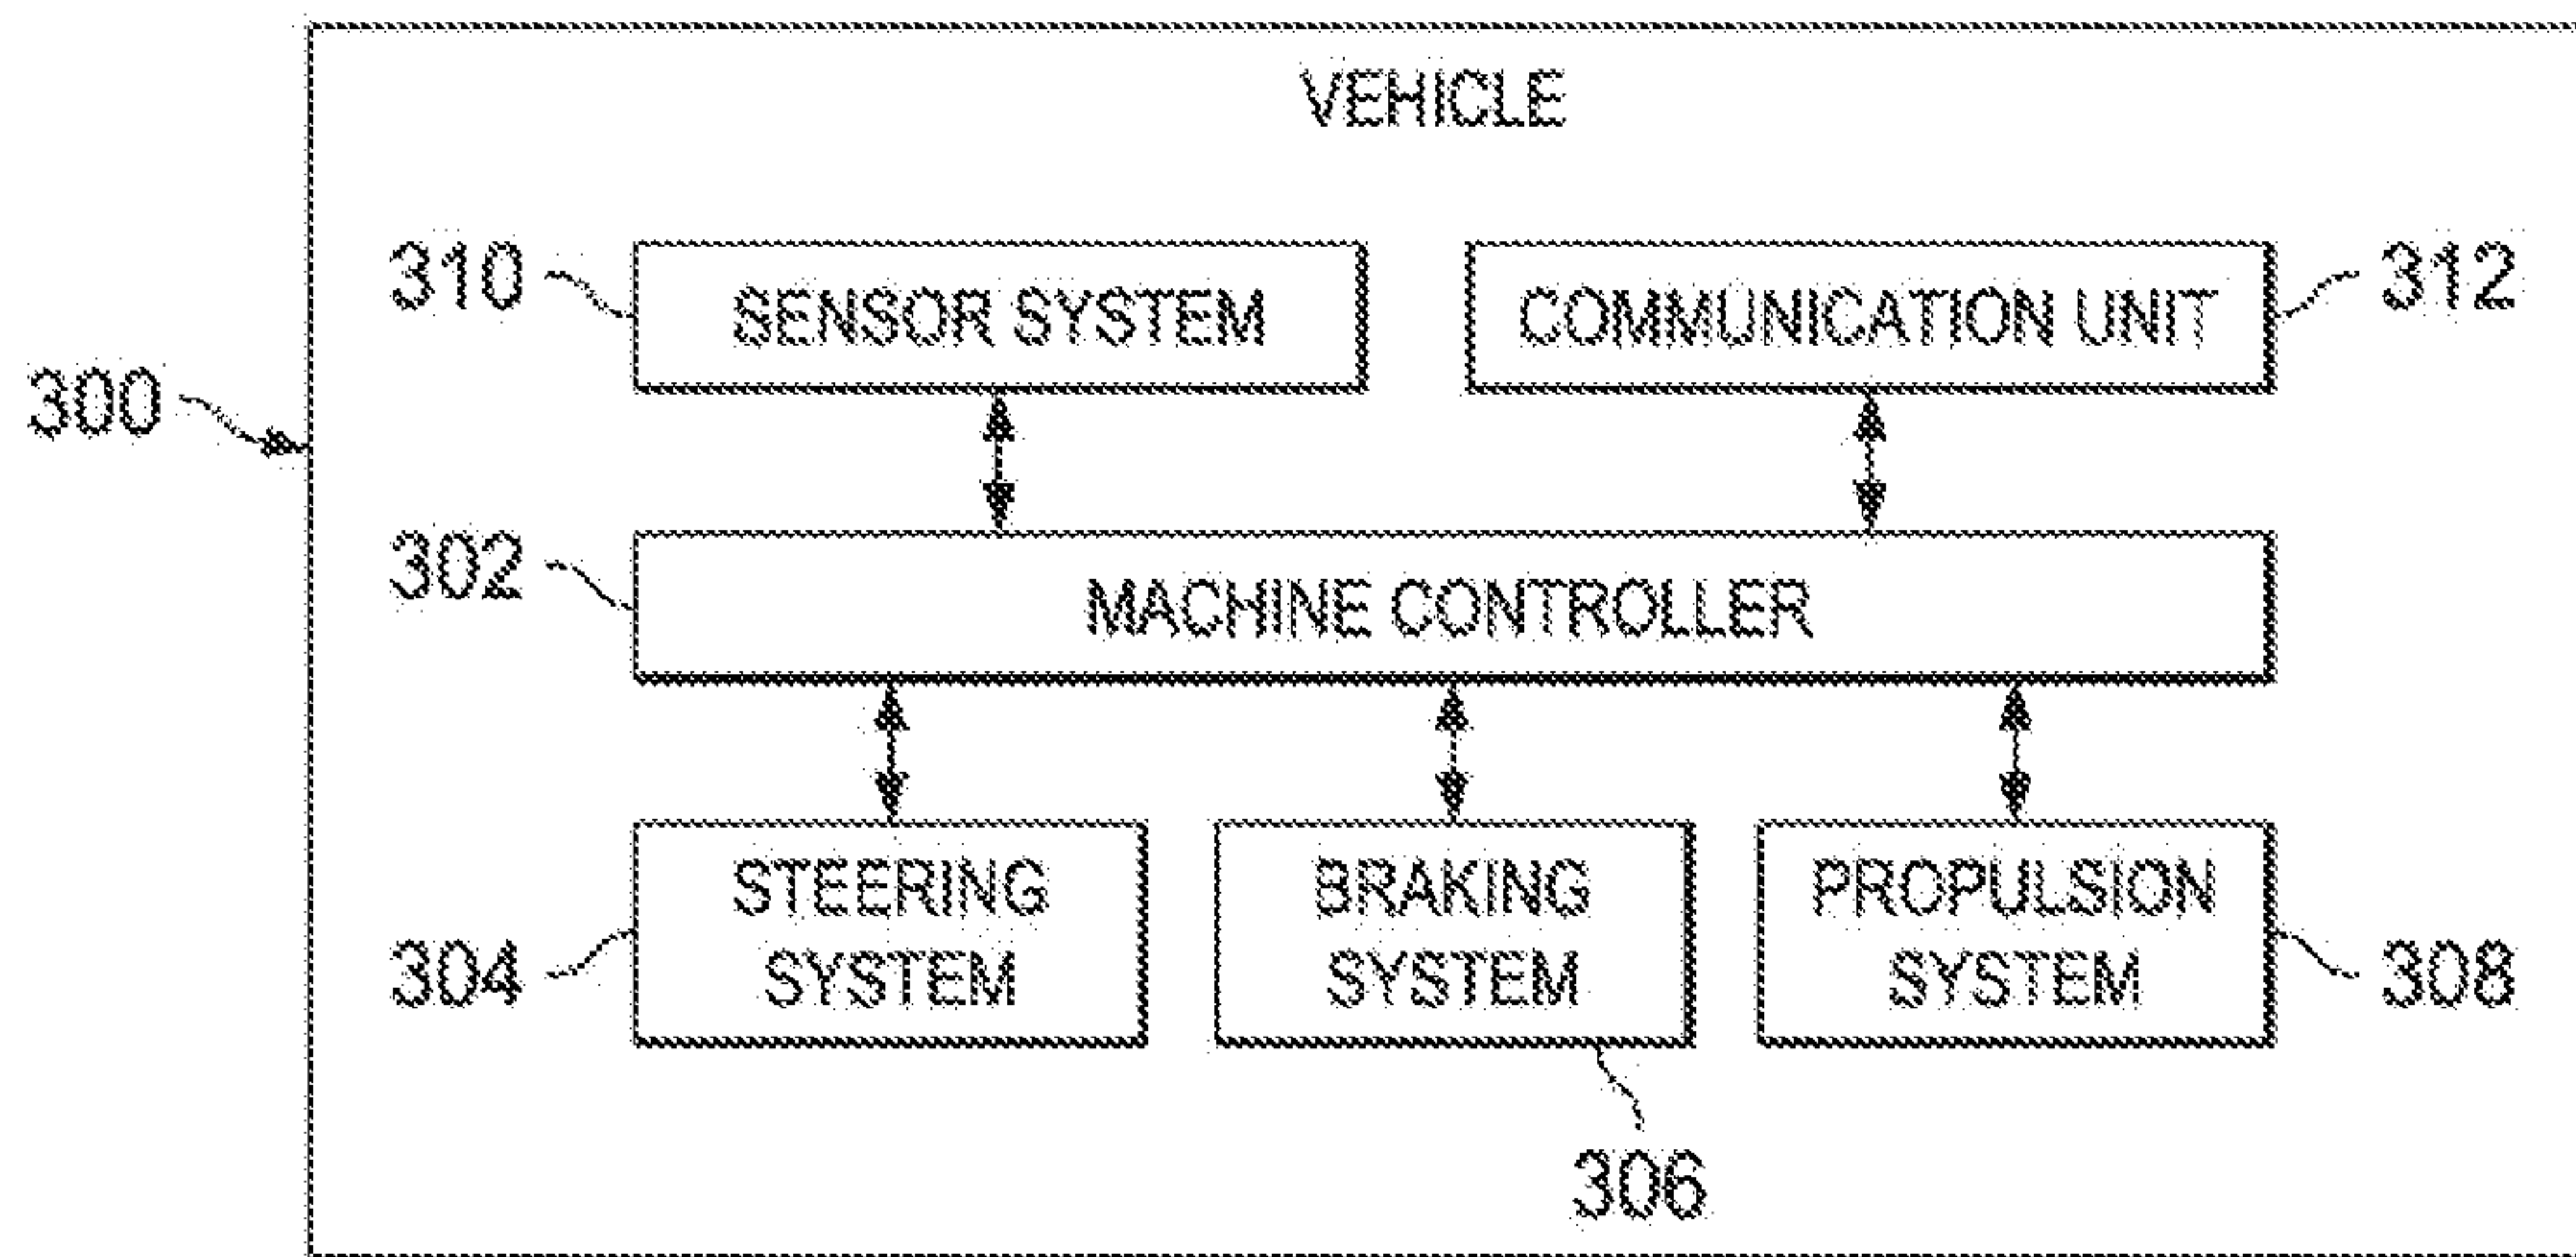 VEHICLE
310
SENSOR SYSTEM
COMMUNICATION UNIT
312
300
302
MACHINE CONTROLLER
304
STEERING
SYSTEM
BRAKING
SYSTEM
PROPULSION
SYSTEM
308
306